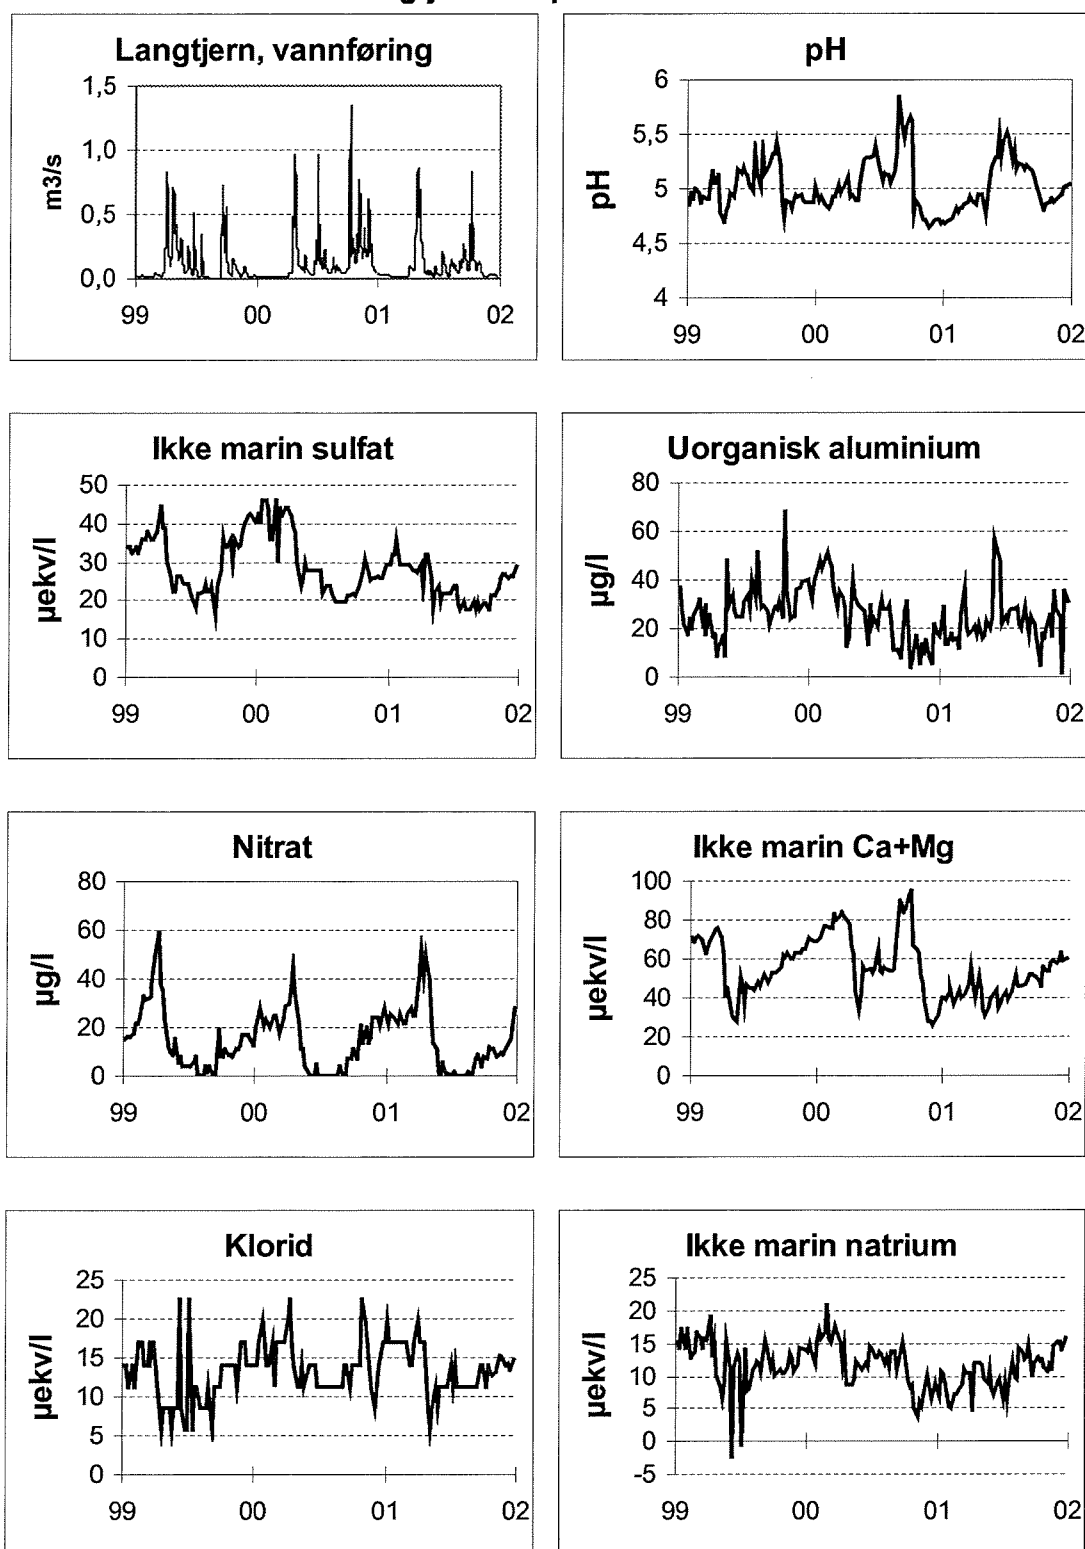 Langtjern, vannføring
1,5
1,0
0,5
0,0
m3/s
99 00 01 02
pH
6
5,5
5
4,5
4
pH
99 00 01 02
Ikke marin sulfat
50
40
30
20
10
0
µekv/l
99 00 01 02
Uorganisk aluminium
80
60
40
20
0
µg/l
99 00 01 02
Nitrat
80
60
40
20
0
µg/l
99 00 01 02
Ikke marin Ca+Mg
100
80
60
40
20
0
µekv/l
99 00 01 02
Klorid
25
20
15
10
5
0
µekv/l
99 00 01 02
Ikke marin natrium
25
20
15
10
5
0
-5
µekv/l
99 00 01 02